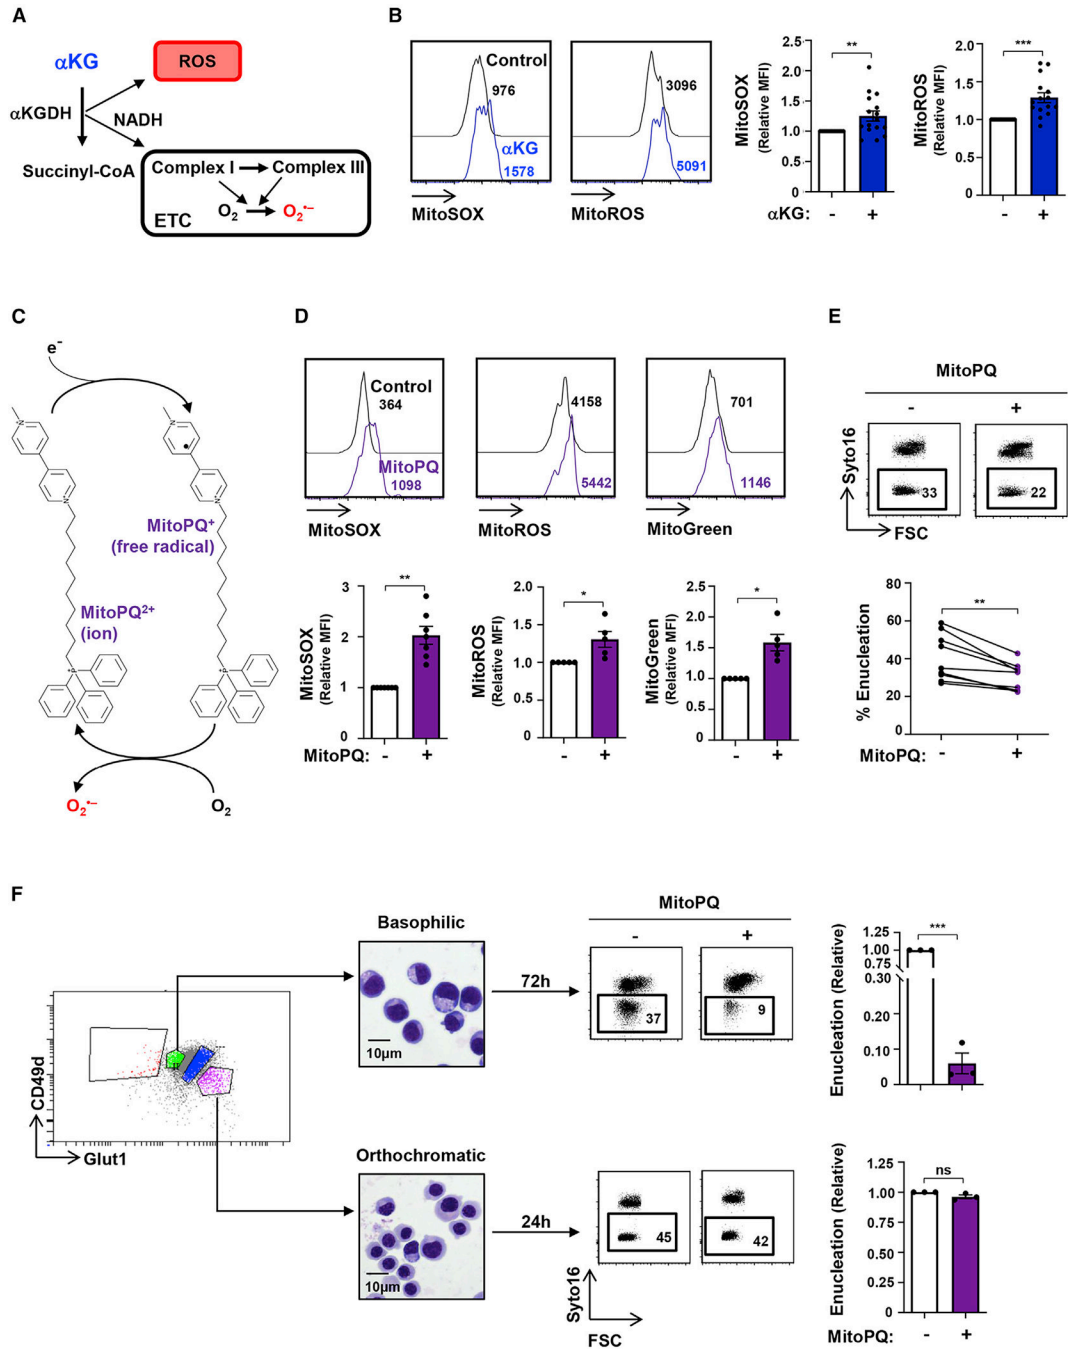 A
αKG
ROS
αKGDH
NADH
Succinyl-CoA
Complex I
Complex III
O2
O2•−
ETC
B
Control
976
αKG
1578
MitoSOX
3096
5091
MitoROS
MitoSOX
(Relative MFI)
2.5
2.0
1.5
1.0
0.5
0
**
αKG:
-
+
MitoROS
(Relative MFI)
2.0
1.5
1.0
0.5
0
***
-
+
C
e-
N
N+
MitoPQ+
(free radical)
MitoPQ2+
(ion)
P+
P+
O2•−
O2
D
Control
364
MitoPQ
1098
MitoSOX
4158
5442
MitoROS
701
1146
MitoGreen
MitoSOX
(Relative MFI)
3
2
1
0
**
MitoPQ:
-
+
MitoROS
(Relative MFI)
2.0
1.5
1.0
0.5
0
*
-
+
MitoGreen
(Relative MFI)
2.5
2.0
1.5
1.0
0.5
0
*
-
+
E
MitoPQ
-
+
Syto16
33
22
FSC
% Enucleation
80
60
40
20
0
**
MitoPQ:
-
+
F
CD49d
Glut1
Basophilic
10μm
72h
MitoPQ
-
+
37
9
Enucleation (Relative)
1.25
1.00
0.75
0.30
0.20
0.10
0
***
Orthochromatic
10μm
24h
45
42
Syto16
FSC
Enucleation (Relative)
1.25
1.00
0.75
0.50
0.25
0
ns
MitoPQ:
-
+